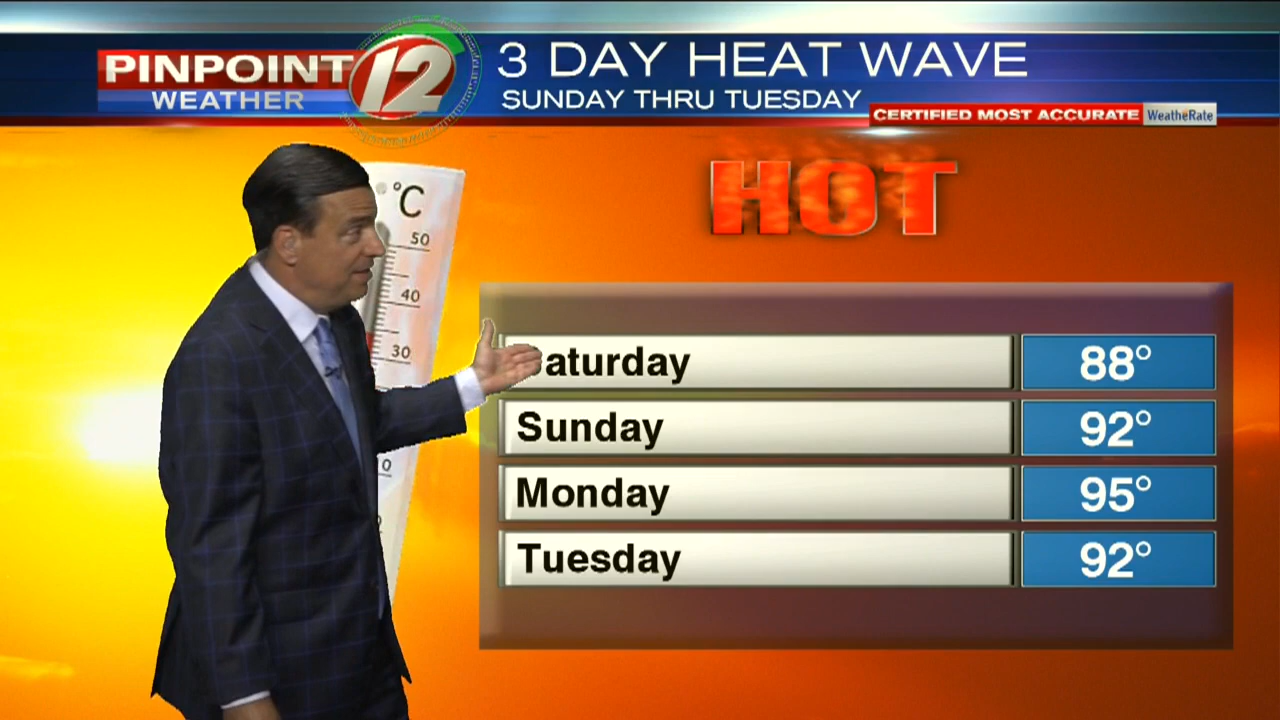 PINPOINT 12
WEATHER
3 DAY HEAT WAVE
SUNDAY THRU TUESDAY
CERTIFIED MOST ACCURATE WeatheRate
HOT
°C
50
40
30
0
aturday 88°
Sunday 92°
Monday 95°
Tuesday 92°